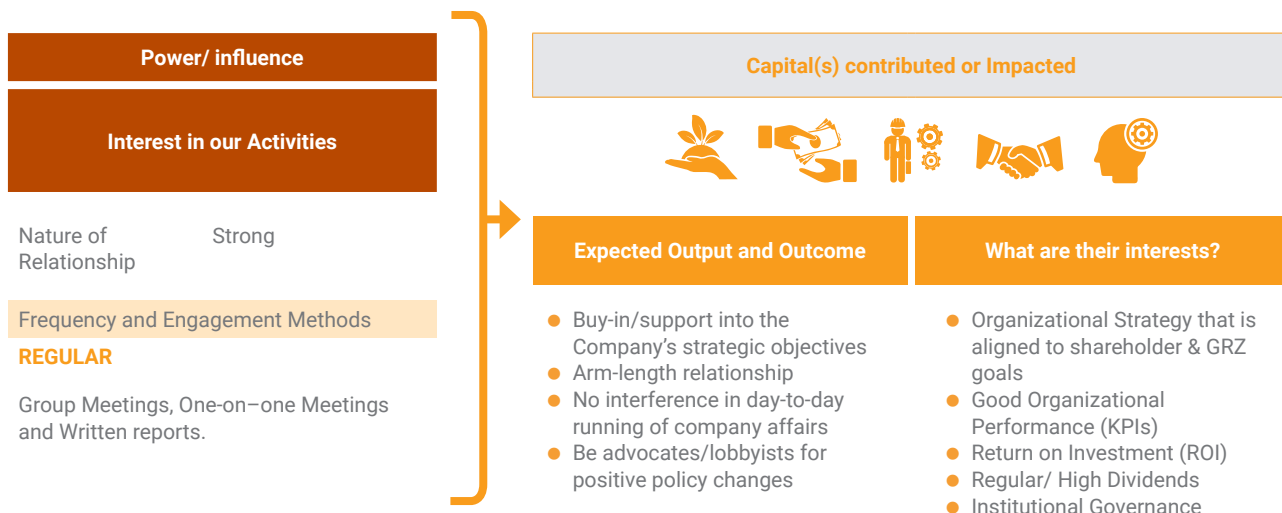 Power/ influence
Interest in our Activities
Nature of Strong
Relationship
Frequency and Engagement Methods
REGULAR
Group Meetings, One-on–one Meetings
and Written reports.
Capital(s) contributed or Impacted
Expected Output and Outcome
Buy-in/support into the
Company’s strategic objectives
Arm-length relationship
No interference in day-to-day
running of company affairs
Be advocates/lobbyists for
positive policy changes
What are their interests?
Organizational Strategy that is
aligned to shareholder & GRZ
goals
Good Organizational
Performance (KPIs)
Return on Investment (ROI)
Regular/ High Dividends
Institutional Governance